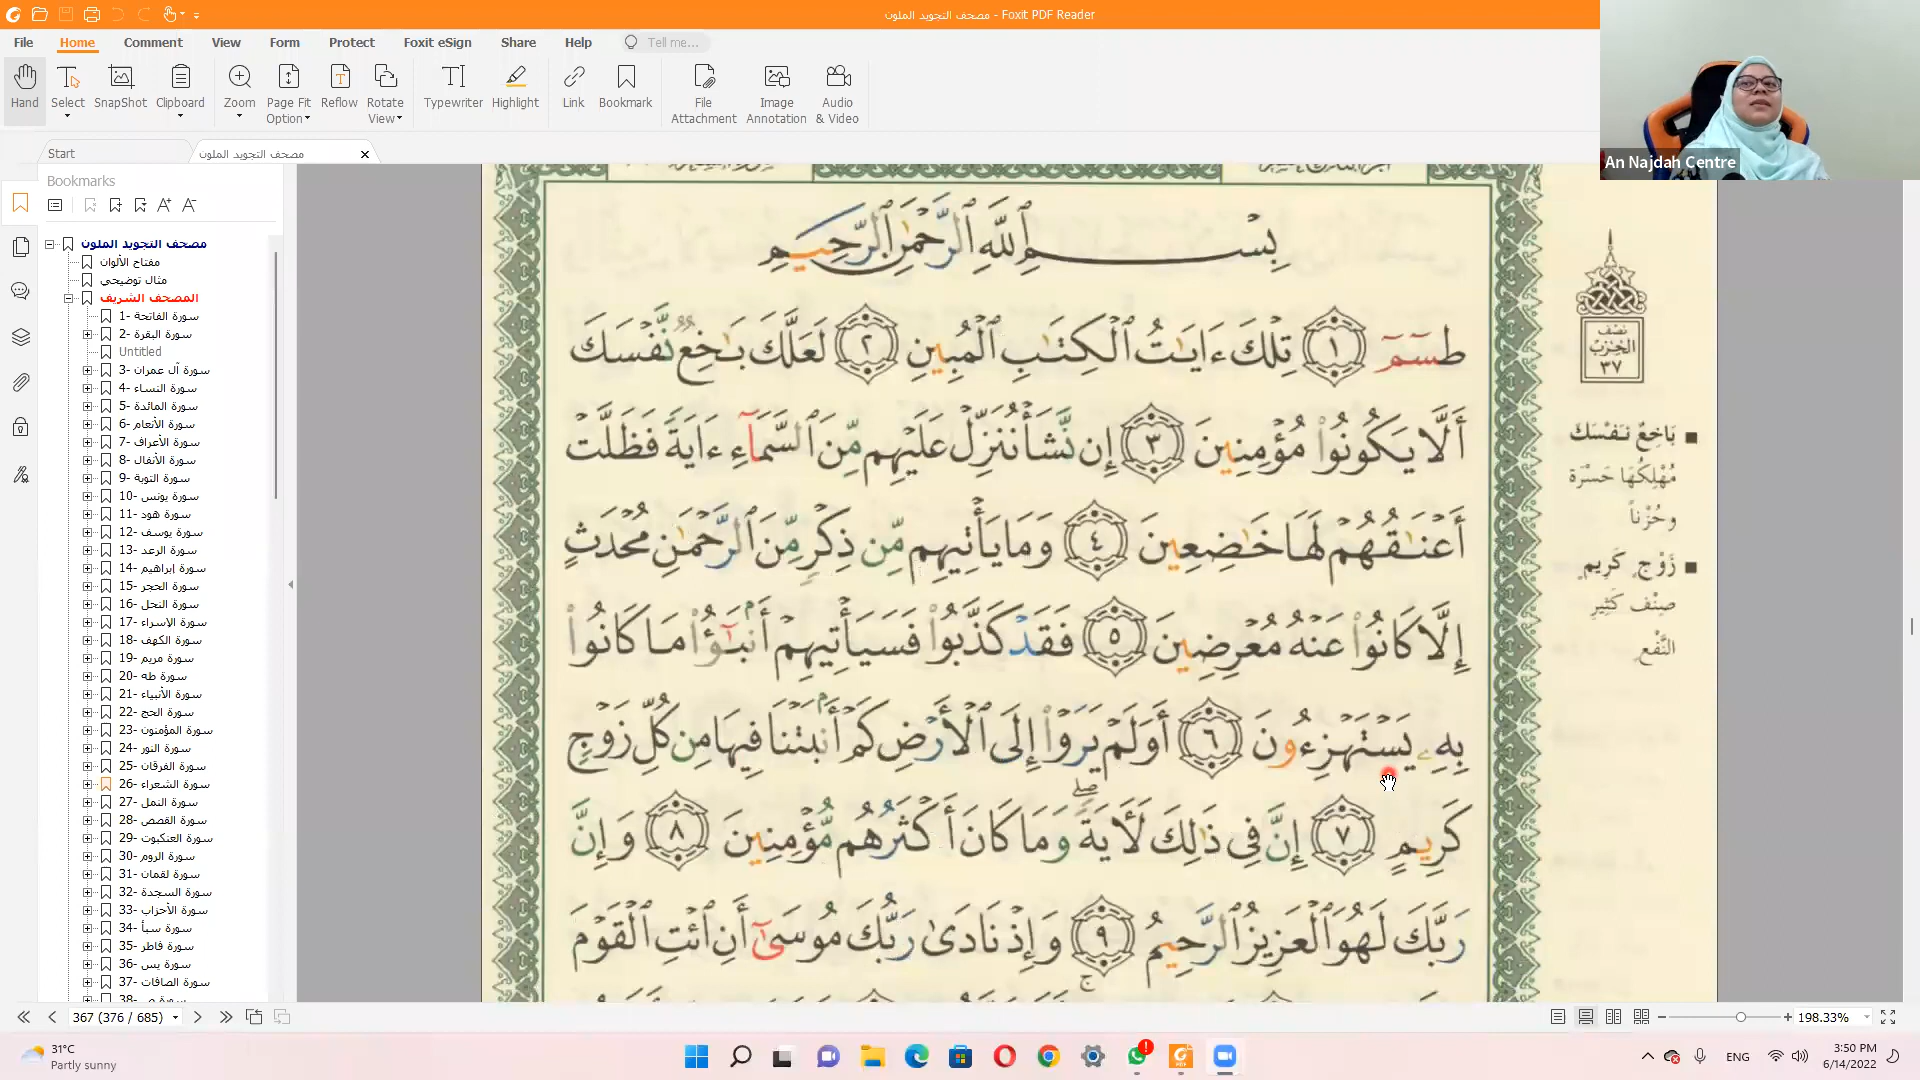 مصحف التجويد الملون - Foxit PDF Reader
File Home Comment View Form Protect Foxit eSign Share Help Tell me...
Hand Select SnapShot Clipboard Zoom Page Fit Option Reflow Rotate View Typewriter Highlight Link Bookmark File Attachment Image Annotation Audio & Video
An Najdah Centre
Start مصحف التجويد الملون
Bookmarks
مصحف التجويد الملون
مفتاح الألوان
مثال توضيحي
المصحف الشريف
1- سورة الفاتحة
2- سورة البقرة
Untitled
3- سورة آل عمران
4- سورة النساء
5- سورة المائدة
6- سورة الأنعام
7- سورة الأعراف
8- سورة الأنفال
9- سورة التوبة
10- سورة يونس
11- سورة هود
12- سورة يوسف
13- سورة الرعد
14- سورة إبراهيم
15- سورة الحجر
16- سورة النحل
17- سورة الإسراء
18- سورة الكهف
19- سورة مريم
20- سورة طه
21- سورة الأنبياء
22- سورة الحج
23- سورة المؤمنون
24- سورة النور
25- سورة الفرقان
26- سورة الشعراء
27- سورة النمل
28- سورة القصص
29- سورة العنكبوت
30- سورة الروم
31- سورة لقمان
32- سورة السجدة
33- سورة الأحزاب
34- سورة سبأ
35- سورة فاطر
36- سورة يس
37- سورة الصافات
بِسْمِ ٱللَّهِ ٱلرَّحْمَٰنِ ٱلرَّحِيمِ
طسٓمٓ ١ تِلْكَ ءَايَٰتُ ٱلْكِتَٰبِ ٱلْمُبِينِ ٢ لَعَلَّكَ بَٰخِعٌ نَّفْسَكَ
أَلَّا يَكُونُوا۟ مُؤْمِنِينَ ٣ إِن نَّشَأْ نُنَزِّلْ عَلَيْهِم مِّنَ ٱلسَّمَآءِ ءَايَةً فَظَلَّتْ
أَعْنَٰقُهُمْ لَهَا خَٰضِعِينَ ٤ وَمَا يَأْتِيهِم مِّن ذِكْرٍ مِّنَ ٱلرَّحْمَٰنِ مُحْدَثٍ
إِلَّا كَانُوا۟ عَنْهُ مُعْرِضِينَ ٥ فَقَدْ كَذَّبُوا۟ فَسَيَأْتِيهِمْ أَنۢبَٰٓؤُا۟ مَا كَانُوا۟
بِهِۦ يَسْتَهْزِءُونَ ٦ أَوَلَمْ يَرَوْا۟ إِلَى ٱلْأَرْضِ كَمْ أَنۢبَتْنَا فِيهَا مِن كُلِّ زَوْجٍ
كَرِيمٍ ٧ إِنَّ فِى ذَٰلِكَ لَءَايَةً ۖ وَمَا كَانَ أَكْثَرُهُم مُّؤْمِنِينَ ٨ وَإِنَّ
رَبَّكَ لَهُوَ ٱلْعَزِيزُ ٱلرَّحِيمُ ٩ وَإِذْ نَادَىٰ رَبُّكَ مُوسَىٰٓ أَنِ ٱئْتِ ٱلْقَوْمَ
نِصْف
الحِزْبُ
٣٧
بَاخِعٌ نَفْسَكَ
مُهْلِكُهَا حَسْرَةً
وحُزْناً
زَوْجٍ كَرِيمٍ
صِنْفٍ كَثِيرِ
النَّفْعِ
367 (376 / 685) 198.33%
31°C
Partly sunny
ENG
3:50 PM
6/14/2022